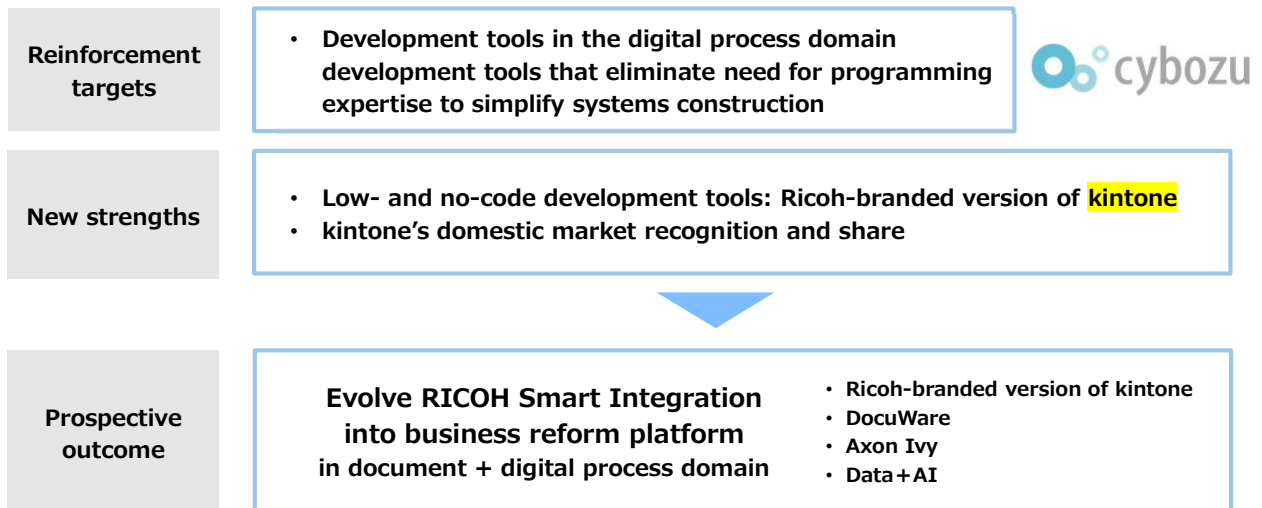 Reinforcement
targets
• Development tools in the digital process domain
development tools that eliminate need for programming
expertise to simplify systems construction
cybozu
New strengths
• Low- and no-code development tools: Ricoh-branded version of kintone
• kintone’s domestic market recognition and share
Prospective
outcome
Evolve RICOH Smart Integration
into business reform platform
in document + digital process domain
• Ricoh-branded version of kintone
• DocuWare
• Axon Ivy
• Data+AI